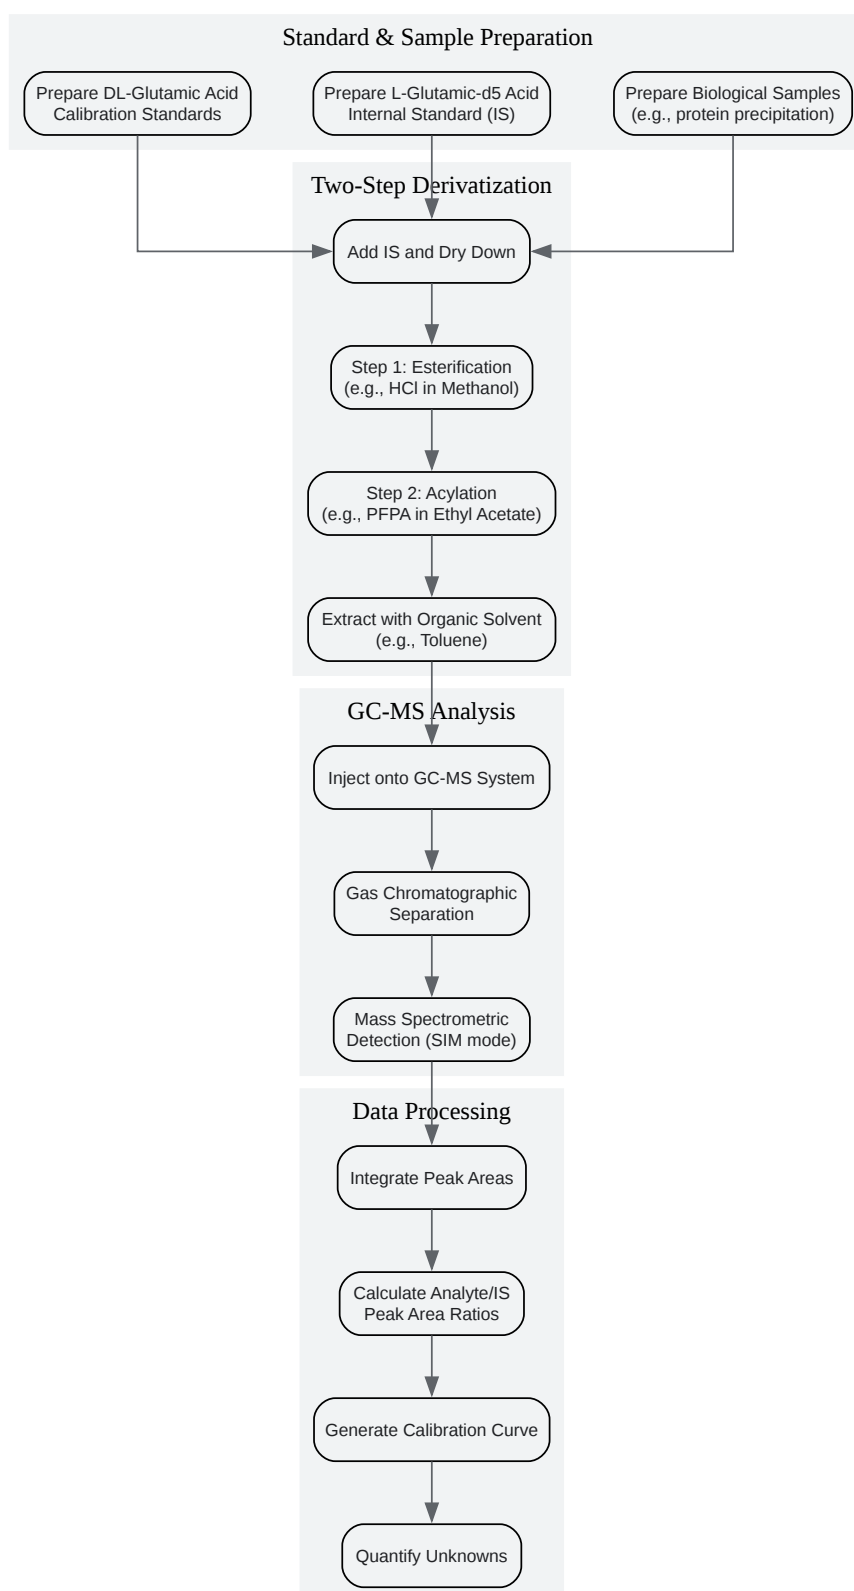 Standard & Sample Preparation
Prepare DL-Glutamic Acid
Calibration Standards
Prepare L-Glutamic-d5 Acid
Internal Standard (IS)
Prepare Biological Samples
(e.g., protein precipitation)
Two-Step Derivatization
Add IS and Dry Down
Step 1: Esterification
(e.g., HCl in Methanol)
Step 2: Acylation
(e.g., PFPA in Ethyl Acetate)
Extract with Organic Solvent
(e.g., Toluene)
GC-MS Analysis
Inject onto GC-MS System
Gas Chromatographic
Separation
Mass Spectrometric
Detection (SIM mode)
Data Processing
Integrate Peak Areas
Calculate Analyte/IS
Peak Area Ratios
Generate Calibration Curve
Quantify Unknowns